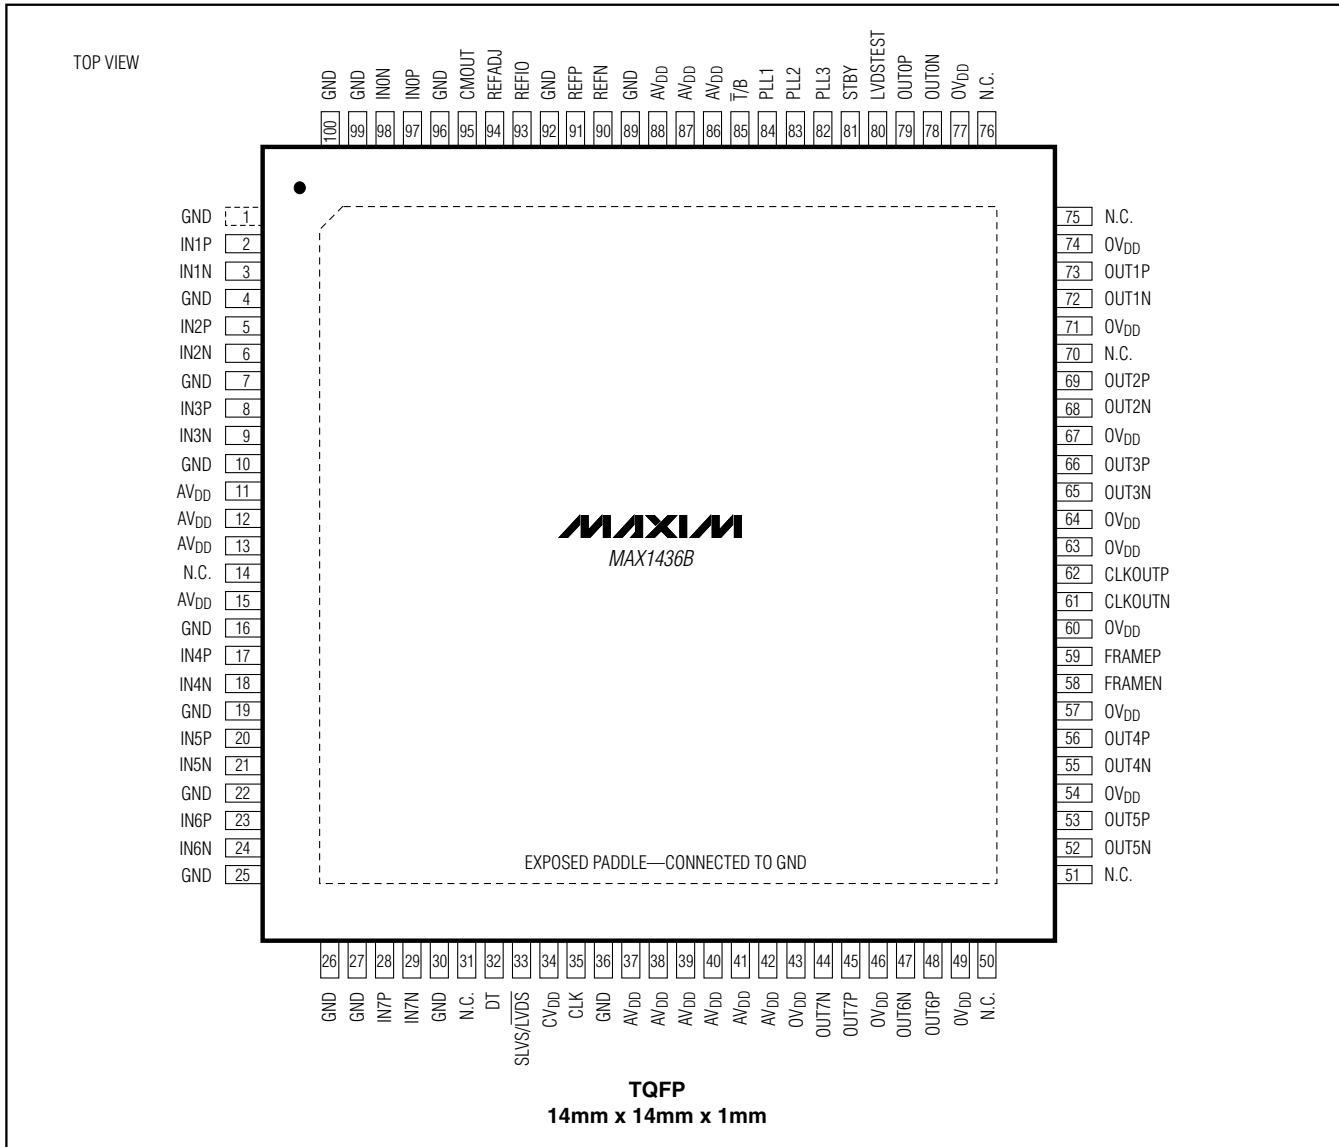 TOP VIEW
GND
GND
IN0N
IN0P
GND
CMOUT
REFADJ
REFIO
GND
REFP
REFN
GND
AVDD
AVDD
AVDD
T/B
PLL1
PLL2
PLL3
STBY
LVDSTEST
OUT0P
OUT0N
OVDD
N.C.
100 99 98 97 96 95 94 93 92 91 90 89 88 87 86 85 84 83 82 81 80 79 78 77 76
GND 1
IN1P 2
IN1N 3
GND 4
IN2P 5
IN2N 6
GND 7
IN3P 8
IN3N 9
GND 10
AVDD 11
AVDD 12
AVDD 13
N.C. 14
AVDD 15
GND 16
IN4P 17
IN4N 18
GND 19
IN5P 20
IN5N 21
GND 22
IN6P 23
IN6N 24
GND 25
MAXIM
MAX1436B
EXPOSED PADDLE—CONNECTED TO GND
75 N.C.
74 OVDD
73 OUT1P
72 OUT1N
71 OVDD
70 N.C.
69 OUT2P
68 OUT2N
67 OVDD
66 OUT3P
65 OUT3N
64 OVDD
63 OVDD
62 CLKOUTP
61 CLKOUTN
60 OVDD
59 FRAMEP
58 FRAMEN
57 OVDD
56 OUT4P
55 OUT4N
54 OVDD
53 OUT5P
52 OUT5N
51 N.C.
26 27 28 29 30 31 32 33 34 35 36 37 38 39 40 41 42 43 44 45 46 47 48 49 50
GND
GND
IN7P
IN7N
GND
N.C.
DT
SLVS/LVDS
CVDD
CLK
GND
AVDD
AVDD
AVDD
AVDD
AVDD
AVDD
OVDD
OUT7N
OUT7P
OVDD
OUT6N
OUT6P
OVDD
N.C.
TQFP
14mm x 14mm x 1mm